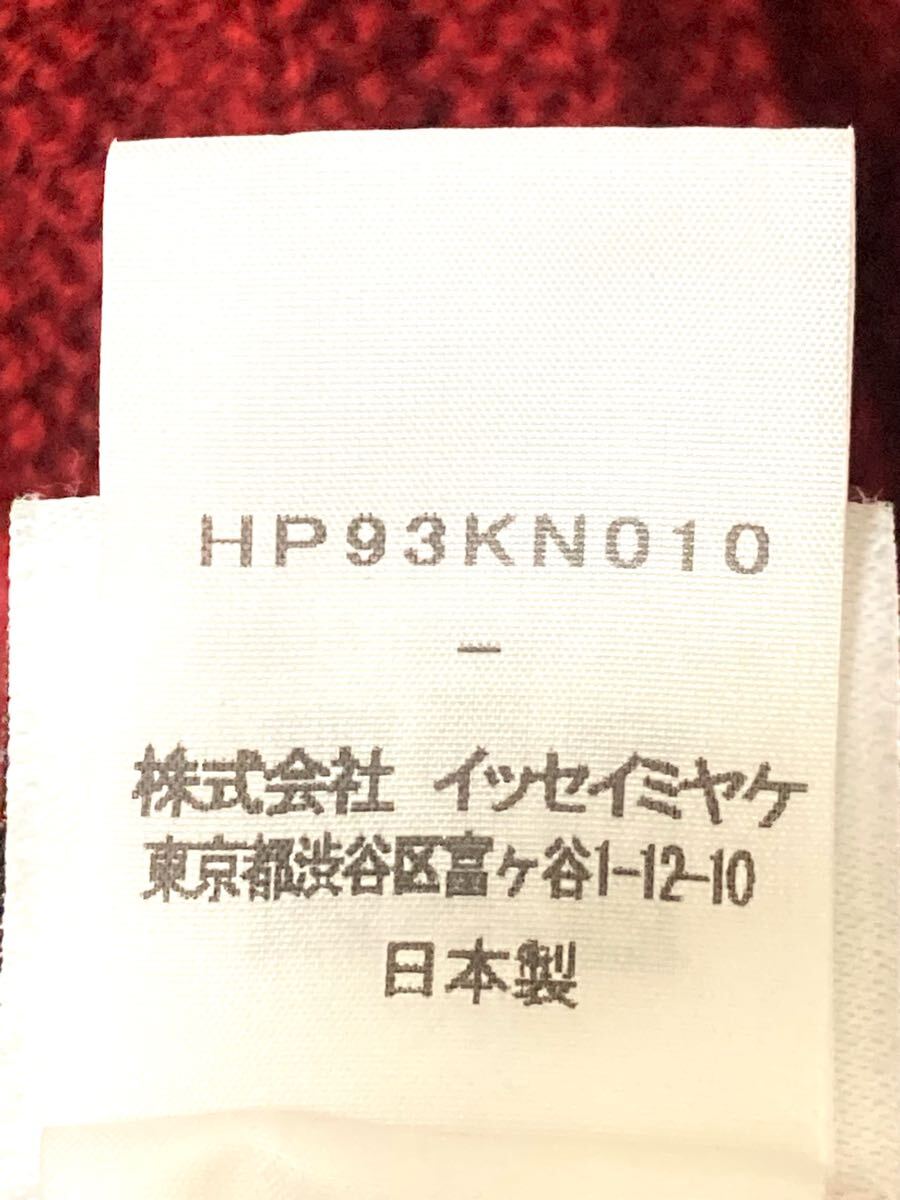 HP93KN010
-
株式会社 イッセイミヤケ
東京都渋谷区富ヶ谷1-12-10
日本製